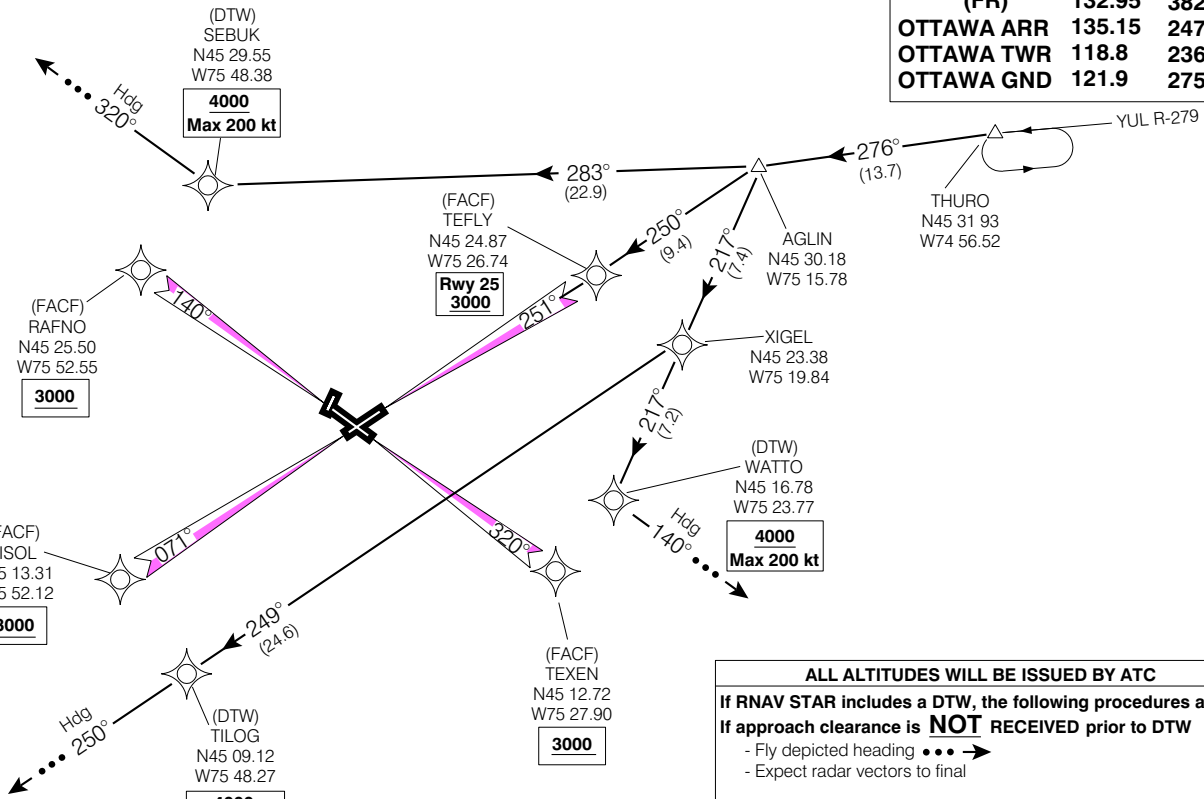 (FR) 132.95 382
OTTAWA ARR 135.15 247
OTTAWA TWR 118.8 236
OTTAWA GND 121.9 275
(DTW)
SEBUK
N45 29.55
W75 48.38
4000
Max 200 kt
Hdg
320°
283°
(22.9)
276°
(13.7)
YUL R-279
THURO
N45 31 93
W74 56.52
AGLIN
N45 30.18
W75 15.78
(FACF)
TEFLY
N45 24.87
W75 26.74
Rwy 25
3000
250°
(9.4)
217°
(7.4)
(FACF)
RAFNO
N45 25.50
W75 52.55
3000
140°
251°
XIGEL
N45 23.38
W75 19.84
217°
(7.2)
(DTW)
WATTO
N45 16.78
W75 23.77
4000
Max 200 kt
Hdg
140°
071°
320°
ACF)
ISOL
5 13.31
5 52.12
3000
249°
(24.6)
(FACF)
TEXEN
N45 12.72
W75 27.90
3000
Hdg
250°
(DTW)
TILOG
N45 09.12
W75 48.27
ALL ALTITUDES WILL BE ISSUED BY ATC
If RNAV STAR includes a DTW, the following procedures a
If approach clearance is NOT RECEIVED prior to DTW
- Fly depicted heading
- Expect radar vectors to final